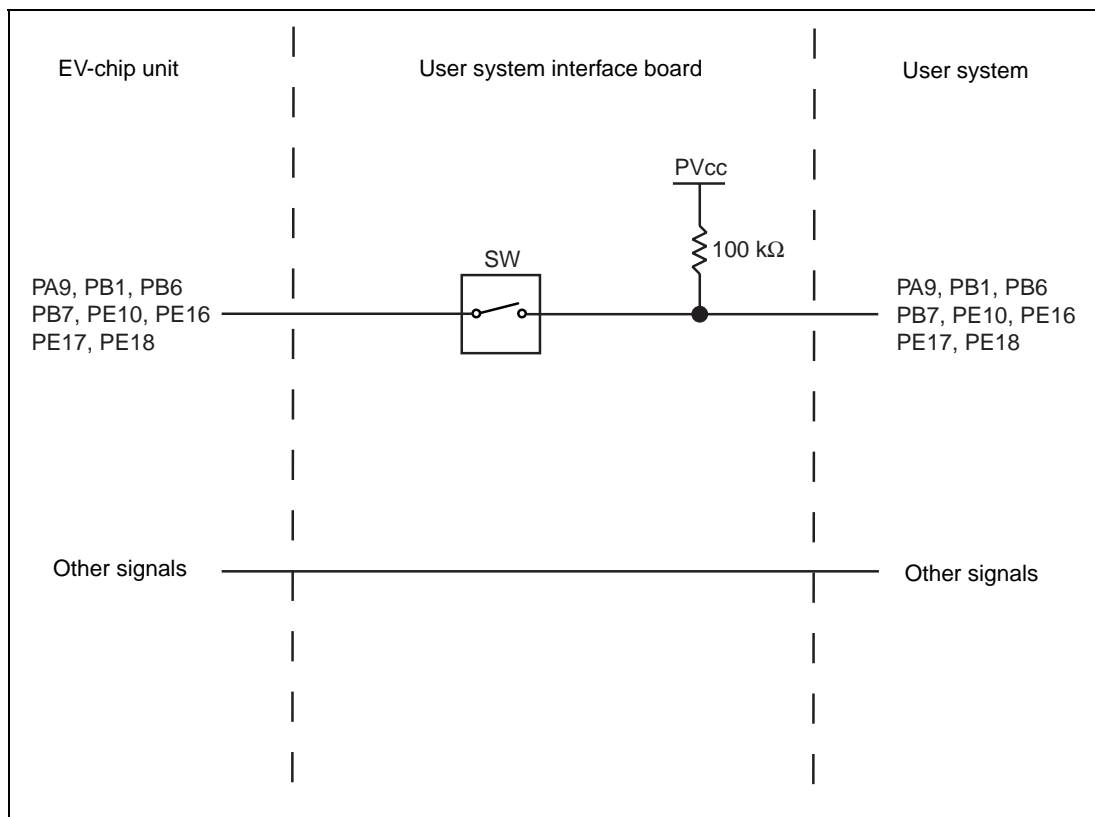 EV-chip unit
User system interface board
User system
PVcc
100 kΩ
SW
PA9, PB1, PB6
PB7, PE10, PE16
PE17, PE18
PA9, PB1, PB6
PB7, PE10, PE16
PE17, PE18
Other signals
Other signals